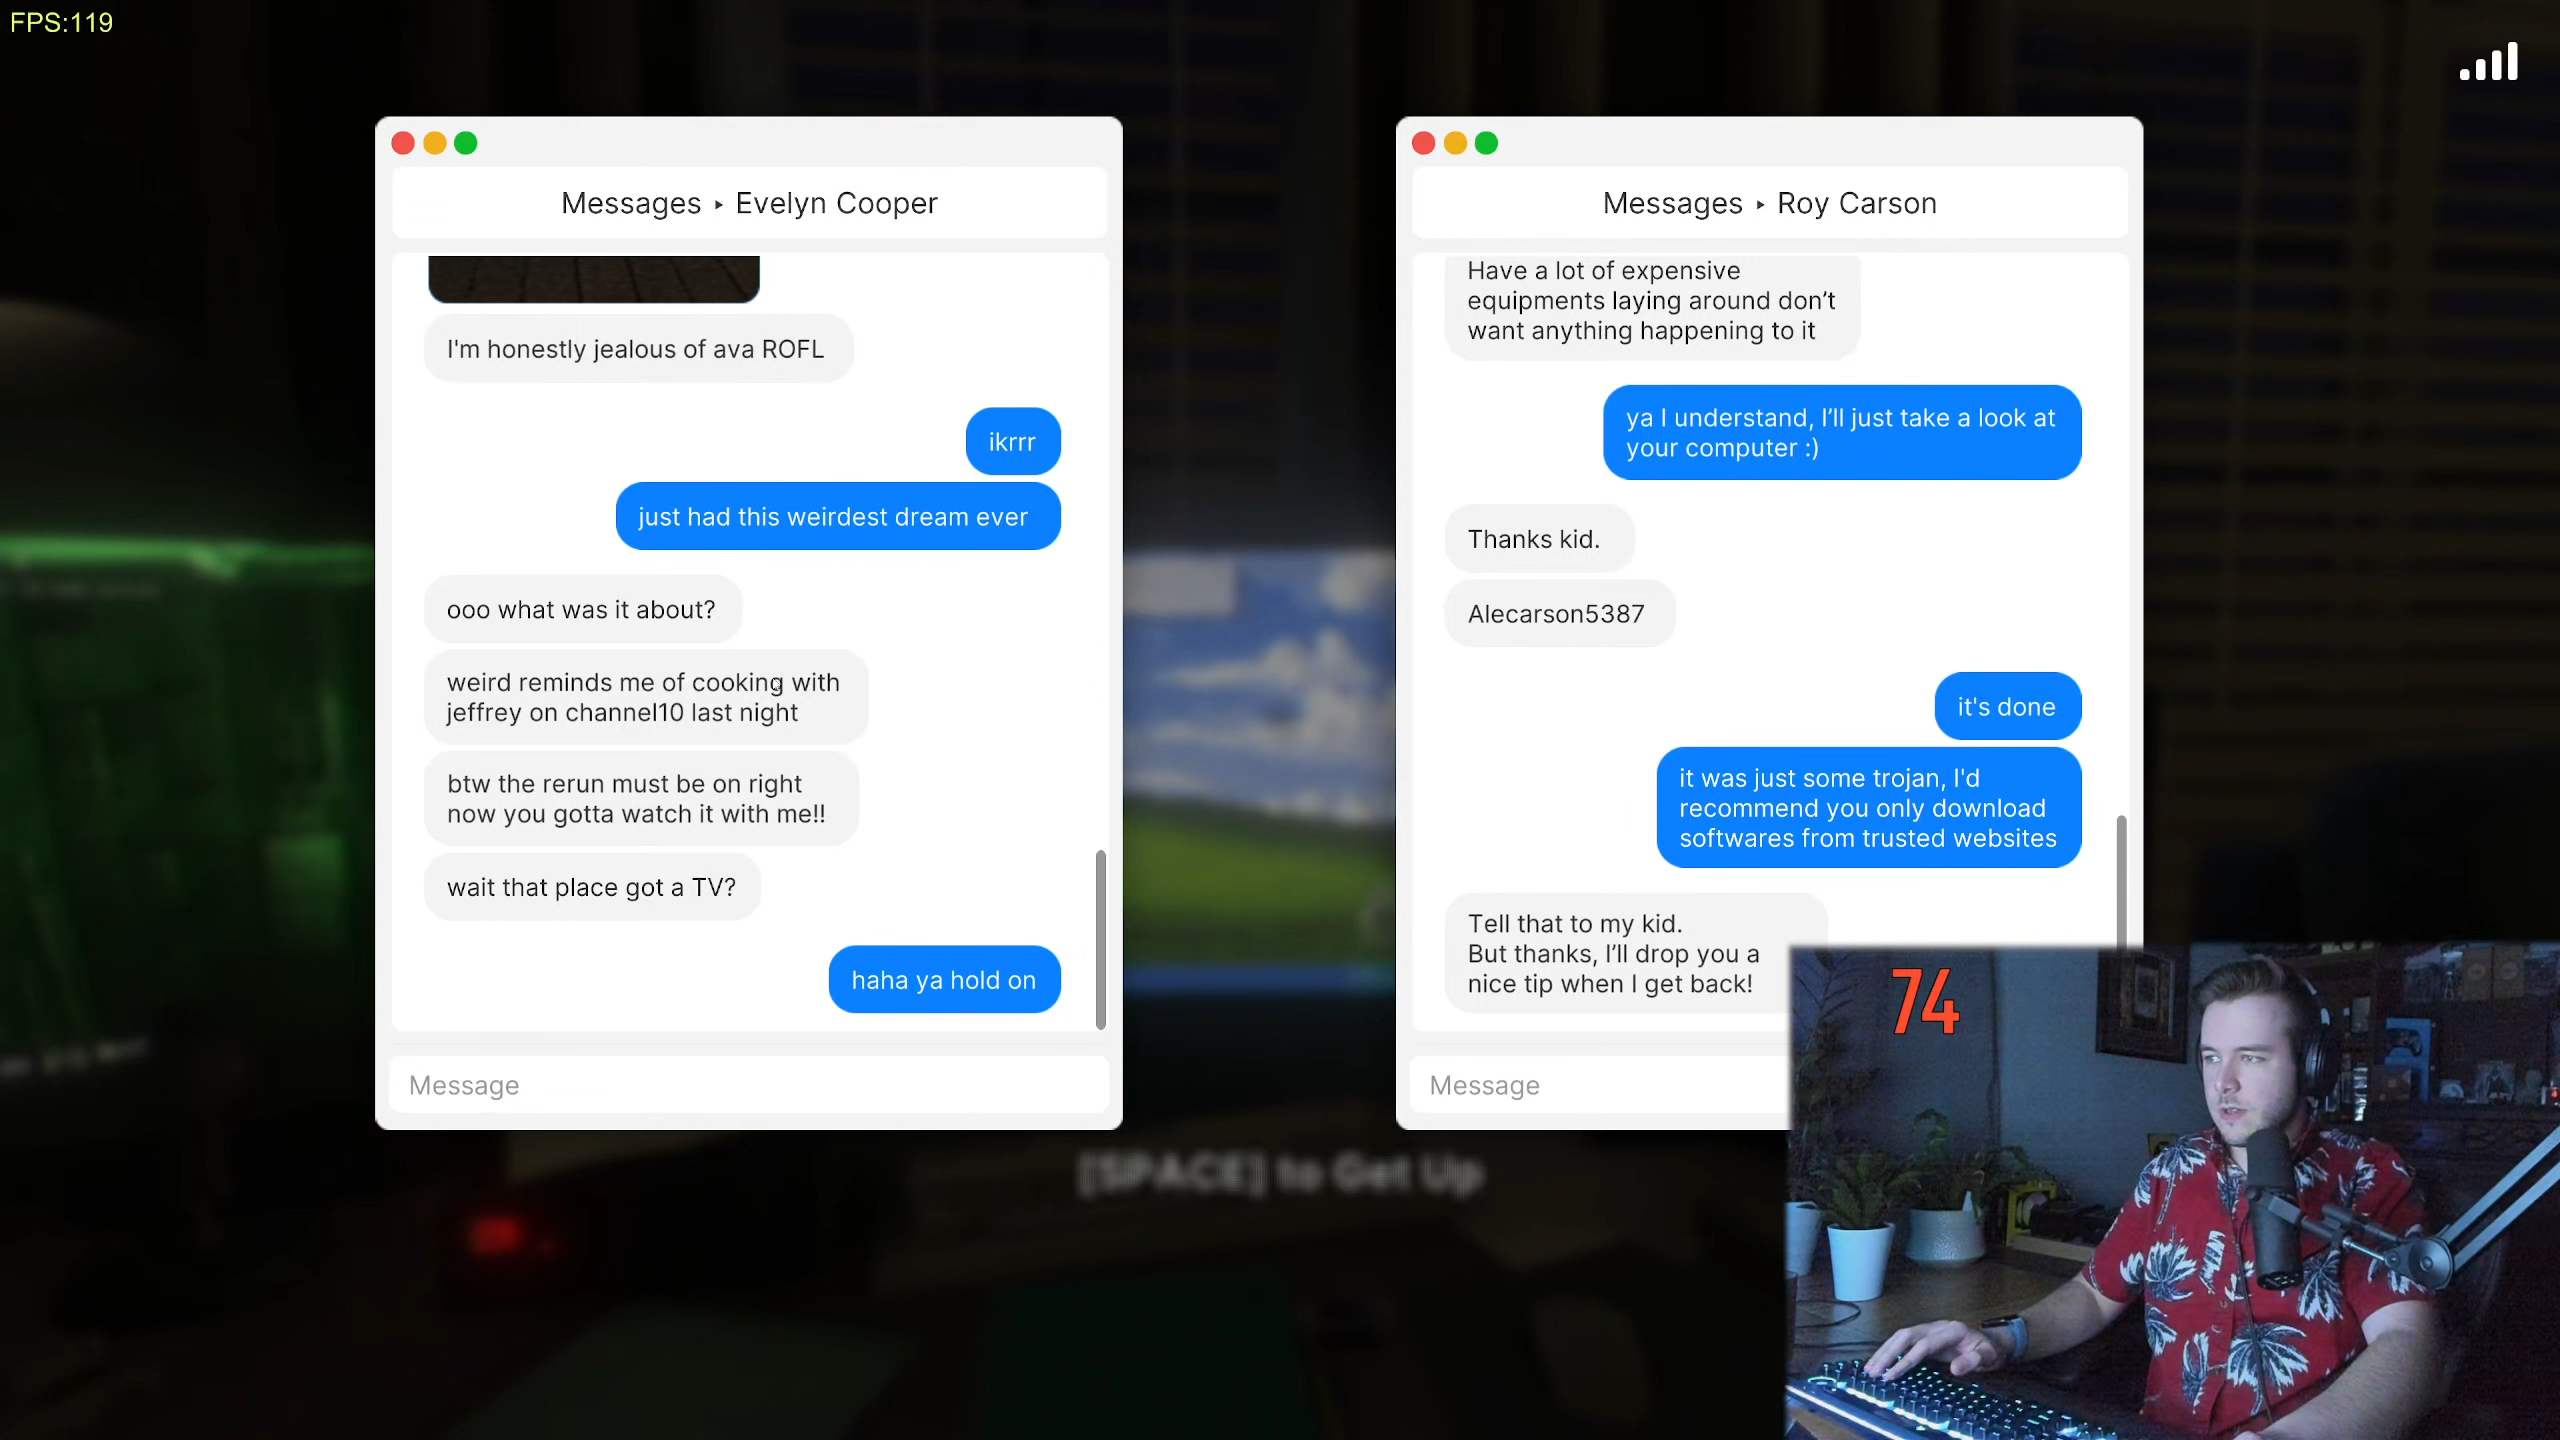 FPS:119
Messages ▸ Evelyn Cooper
I'm honestly jealous of ava ROFL
ikrrr
just had this weirdest dream ever
ooo what was it about?
weird reminds me of cooking with
jeffrey on channel10 last night
btw the rerun must be on right
now you gotta watch it with me!!
wait that place got a TV?
haha ya hold on
Message
Messages ▸ Roy Carson
Have a lot of expensive
equipments laying around don’t
want anything happening to it
ya I understand, I’ll just take a look at
your computer :)
Thanks kid.
Alecarson5387
it's done
it was just some trojan, I'd
recommend you only download
softwares from trusted websites
Tell that to my kid.
But thanks, I’ll drop you a
nice tip when I get back!
Message
74
[SPACE] to Get Up